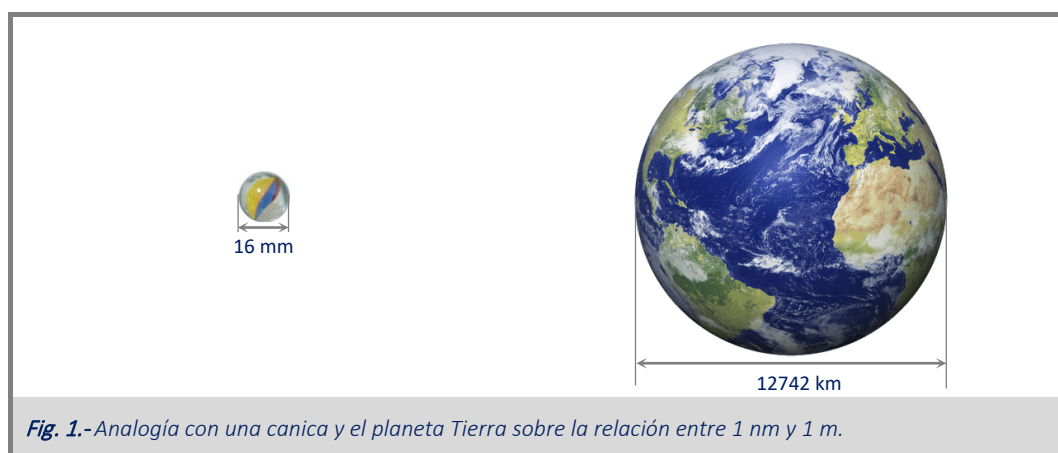 16 mm
12742 km
Fig. 1.- Analogía con una canica y el planeta Tierra sobre la relación entre 1 nm y 1 m.